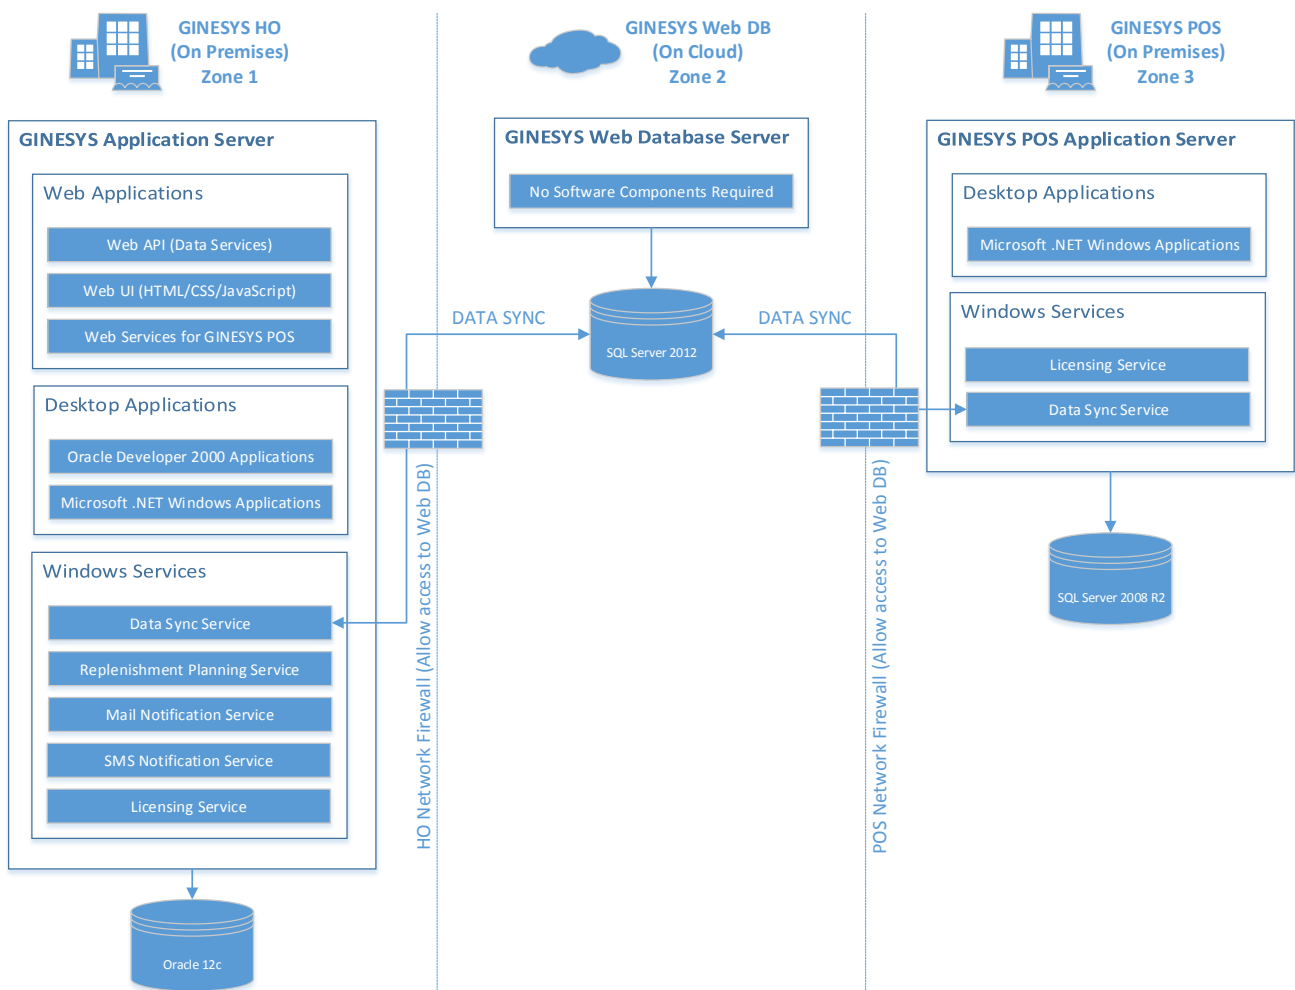 GINESYS HO
(On Premises)
Zone 1
GINESYS Web DB
(On Cloud)
Zone 2
GINESYS POS
(On Premises)
Zone 3
GINESYS Application Server
Web Applications
Web API (Data Services)
Web UI (HTML/CSS/JavaScript)
Web Services for GINESYS POS
Desktop Applications
Oracle Developer 2000 Applications
Microsoft .NET Windows Applications
Windows Services
Data Sync Service
Replenishment Planning Service
Mail Notification Service
SMS Notification Service
Licensing Service
Oracle 12c
HO Network Firewall (Allow access to Web DB)
GINESYS Web Database Server
No Software Components Required
DATA SYNC
SQL Server 2012
DATA SYNC
POS Network Firewall (Allow access to Web DB)
GINESYS POS Application Server
Desktop Applications
Microsoft .NET Windows Applications
Windows Services
Licensing Service
Data Sync Service
SQL Server 2008 R2